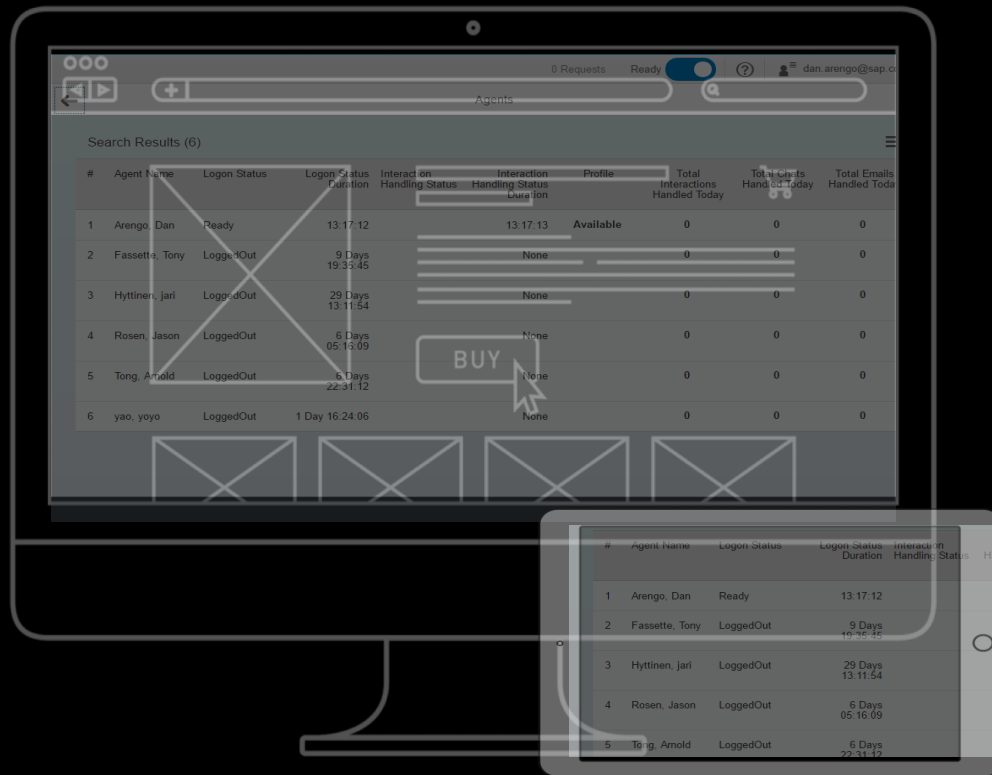 0 Requests Ready dan.arengo@sap.c
Agents
Search Results (6)
# Agent Name Logon Status Logon Status Interaction Interaction Profile Total Total Chats Total Emails
Duration Handling Status Handling Status Interactions Handled Today Handled Toda
Duration Handled Today
1 Arengo, Dan Ready 13:17:12 13:17:13 Available 0 0 0
2 Fassette, Tony LoggedOut 9 Days None 0 0 0
19:35:45
3 Hyttinen, jari LoggedOut 29 Days None 0 0 0
13:11:54
4 Rosen, Jason LoggedOut 6 Days None 0 0 0
05:16:09
BUY
5 Tong, Arnold LoggedOut 6 Days None 0 0 0
22:31:12
6 yao, yoyo LoggedOut 1 Day 16:24:06 None 0 0 0
# Agent Name Logon Status Logon Status Interaction
Duration Handling Status H
1 Arengo, Dan Ready 13:17:12
2 Fassette, Tony LoggedOut 9 Days
19:35:45
3 Hyttinen, jari LoggedOut 29 Days
13:11:54
4 Rosen, Jason LoggedOut 6 Days
05:16:09
5 Tong, Arnold LoggedOut 6 Days
22:31:12